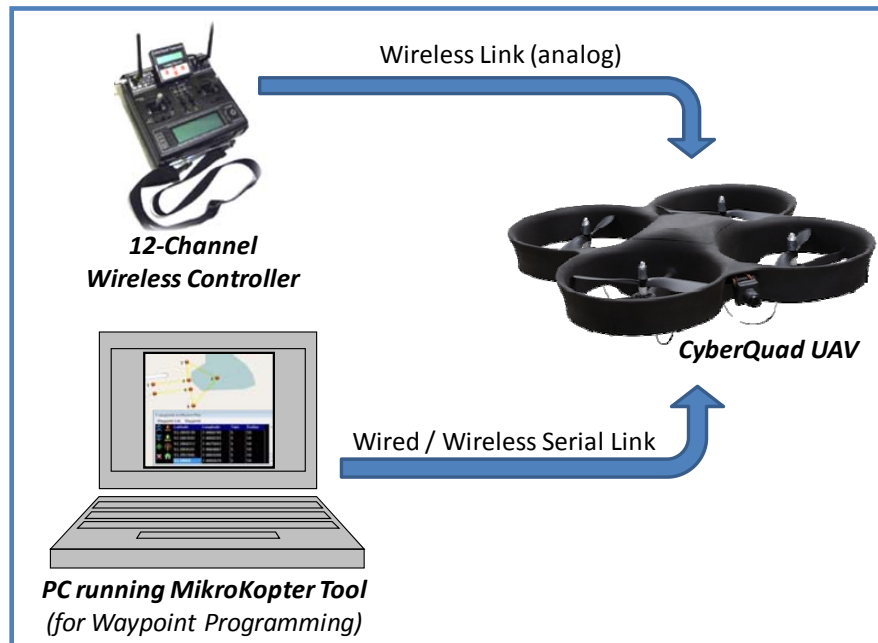 Wireless Link (analog)
12-Channel
Wireless Controller
CyberQuad UAV
Wired / Wireless Serial Link
PC running MikroKopter Tool
(for Waypoint Programming)